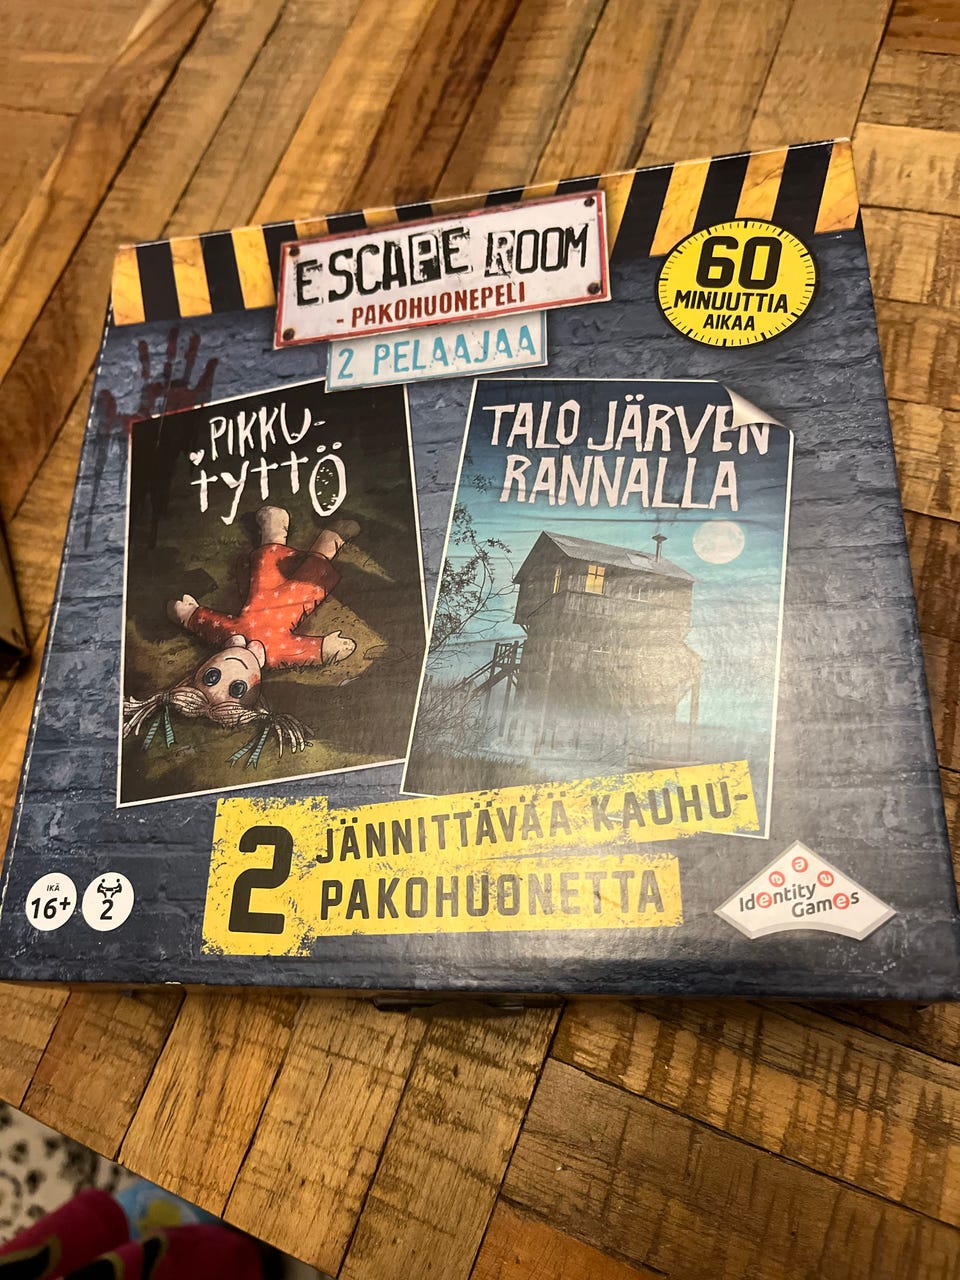 ESCAPE ROOM
- PAKOHUONEPELI
2 PELAAJAA
60
MINUUTTIA
AIKAA
PIKKU-
TYTTÖ
TALO JÄRVEN
RANNALLA
2 JÄNNITTÄVÄÄ KAUHU-
PAKOHUONETTA
IKÄ
16+
2
Identity
Games